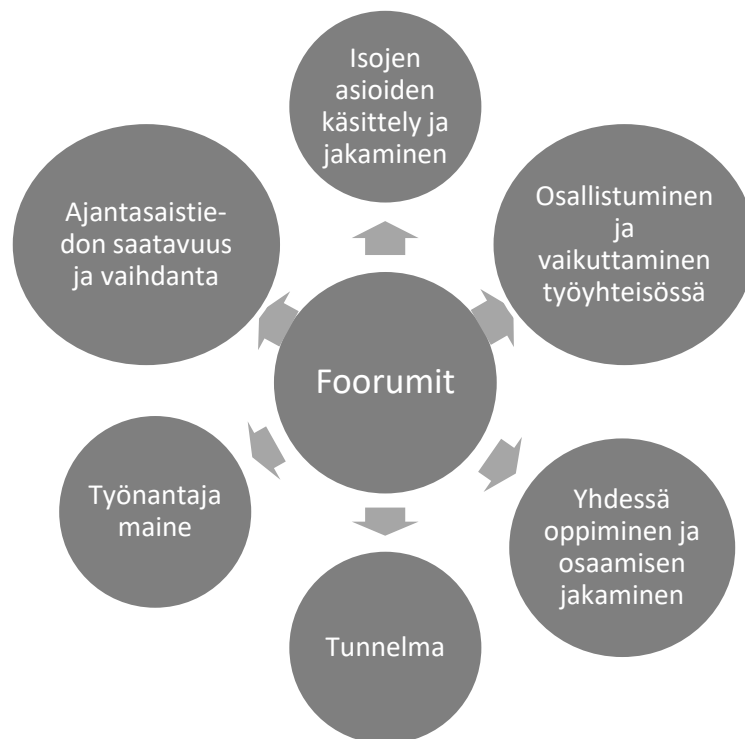 Isojen
asioiden
käsittely ja
jakaminen
Ajantasaistie-
don saatavuus
ja vaihdanta
Osallistuminen
ja
vaikuttaminen
työyhteisössä
Foorumit
Työnantaja
maine
Yhdessä
oppiminen ja
osaamisen
jakaminen
Tunnelma